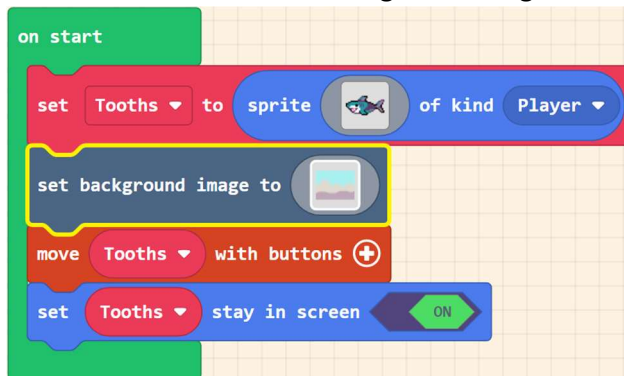 on start
set Tooths to sprite of kind Player
set background image to
move Tooths with buttons
set Tooths stay in screen ON